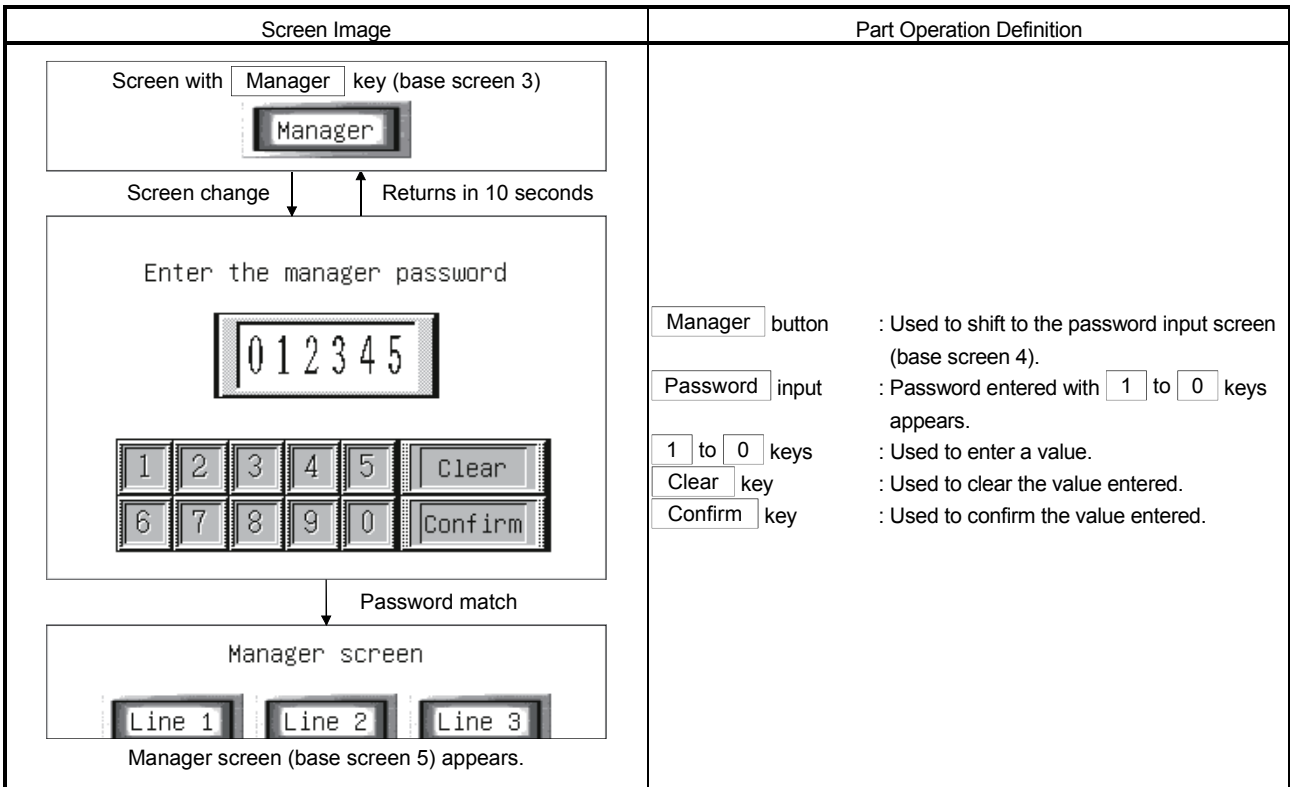 Screen Image
Part Operation Definition
Screen with Manager key (base screen 3)
Manager
Screen change
Returns in 10 seconds
Enter the manager password
012345
1 2 3 4 5 Clear
6 7 8 9 0 Confirm
Password match
Manager screen
Line 1 Line 2 Line 3
Manager screen (base screen 5) appears.
Manager button : Used to shift to the password input screen
(base screen 4).
Password input : Password entered with 1 to 0 keys
appears.
1 to 0 keys : Used to enter a value.
Clear key : Used to clear the value entered.
Confirm key : Used to confirm the value entered.